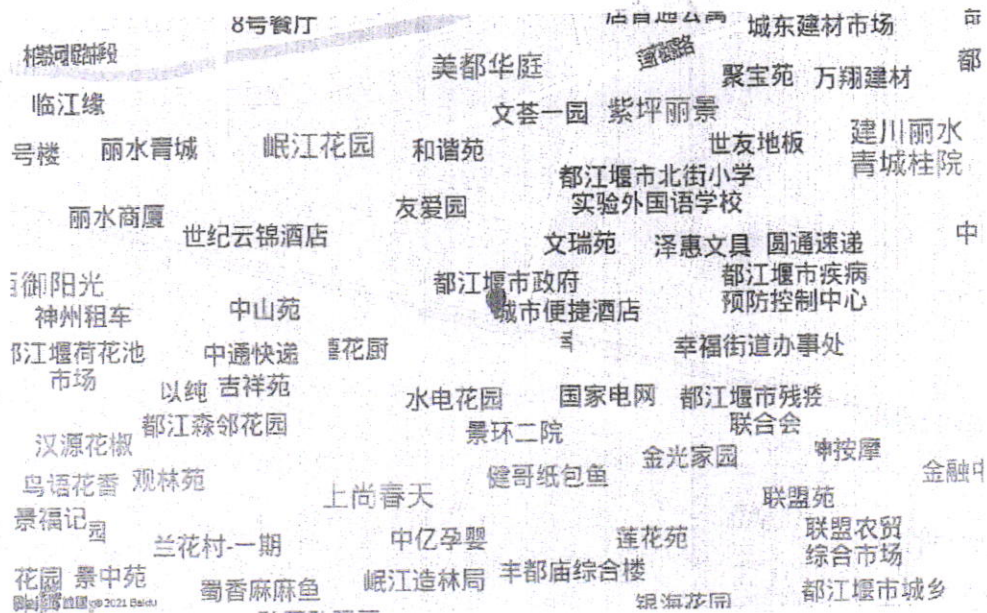 8号餐厅
城东建材市场
美都华庭
都
聚宝苑
万翔建材
临江缘
文荟一园
紫坪丽景
建川丽水
青城桂院
号楼
丽水青城
岷江花园
和谐苑
世友地板
都江堰市北街小学
实验外国语学校
丽水商厦
友爱园
世纪云锦酒店
文瑞苑
泽惠文具
圆通速递
中
御阳光
都江堰市政府
都江堰市疾病
预防控制中心
神州租车
中山苑
城市便捷酒店
江堰荷花池
市场
中通快递
花厨
幸福街道办事处
以纯
吉祥苑
水电花园
国家电网
都江堰市残疾
联合会
都江森邻花园
景环二院
汉源花椒
金光家园
按摩
鸟语花香
观林苑
健哥纸包鱼
金融中
上尚春天
联盟苑
景福记
园
兰花村-一期
中亿孕婴
莲花苑
联盟农贸
综合市场
花园
景中苑
蜀香麻麻鱼
岷江造林局
丰都庙综合楼
都江堰市城乡
银海花园
2021 Baidu